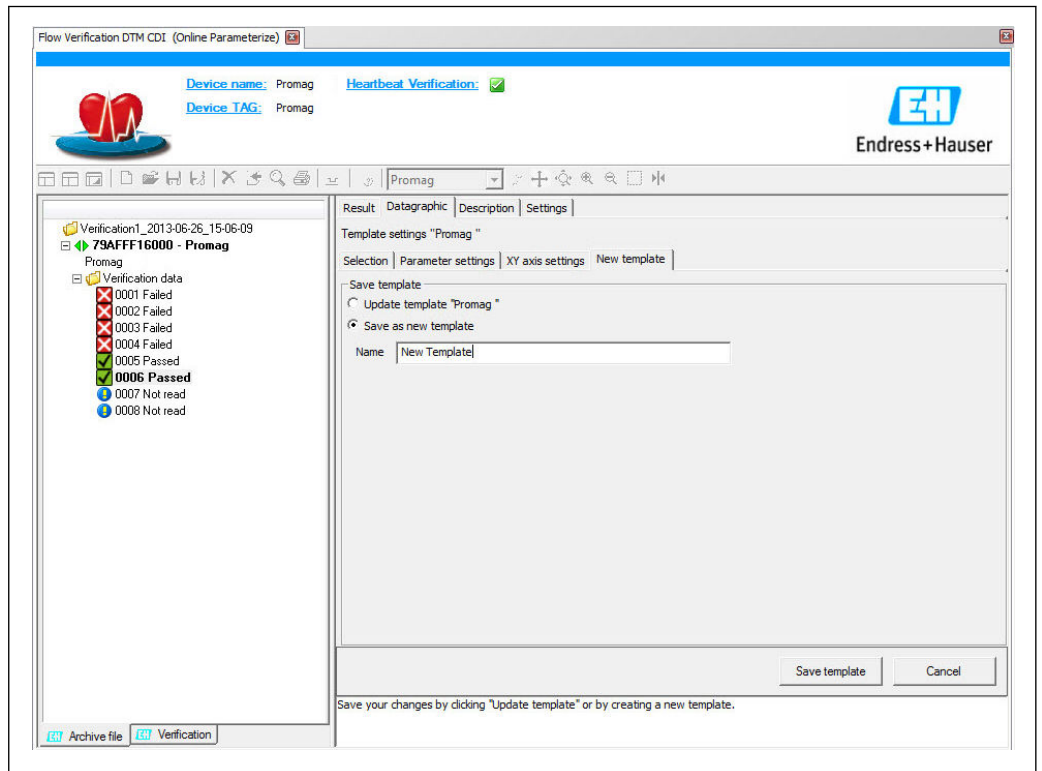 Flow Verification DTM CDI (Online Parameterize)
Device name: Promag Heartbeat Verification:
Device TAG: Promag
Endress+Hauser
Promag
Verification1_2013-06-26_15-06-09
79AFFF16000 - Promag
Promag
Verification data
0001 Failed
0002 Failed
0003 Failed
0004 Failed
0005 Passed
0006 Passed
0007 Not read
0008 Not read
Archive file Verification
Result Datagraphic Description Settings
Template settings "Promag "
Selection Parameter settings XY axis settings New template
Save template
Update template "Promag "
Save as new template
Name New Template
Save template Cancel
Save your changes by clicking "Update template" or by creating a new template.